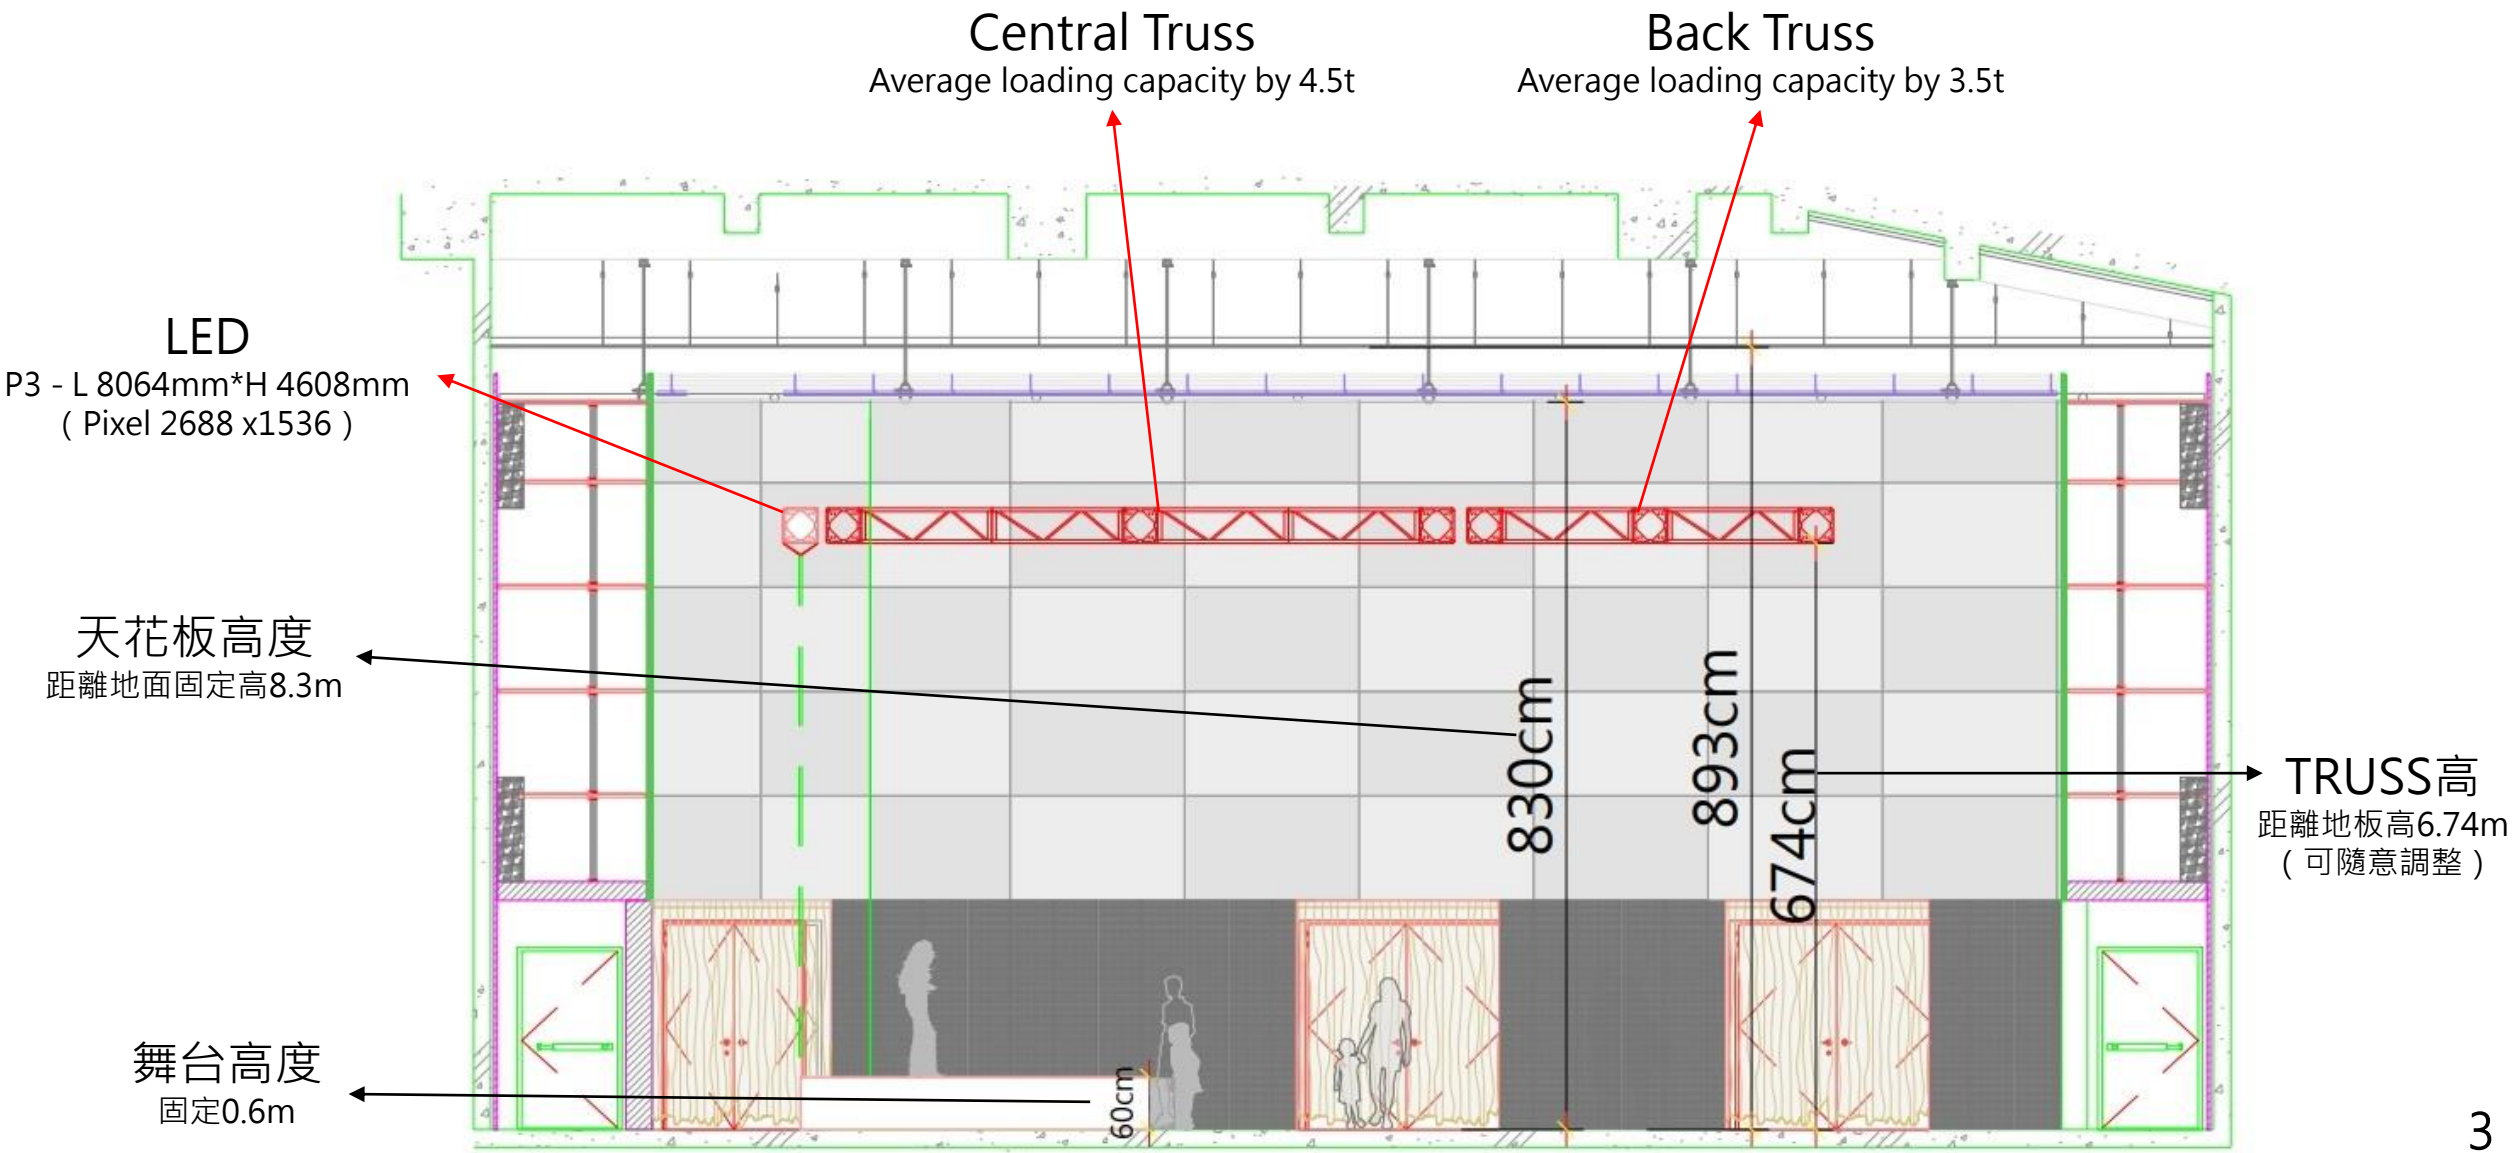 Central Truss
Average loading capacity by 4.5t
Back Truss
Average loading capacity by 3.5t
LED
P3 - L 8064mm*H 4608mm
( Pixel 2688 x1536 )
天花板高度
距離地面固定高8.3m
830cm
893cm
674cm
TRUSS高
距離地板高6.74m
( 可隨意調整 )
舞台高度
固定0.6m
60cm
3